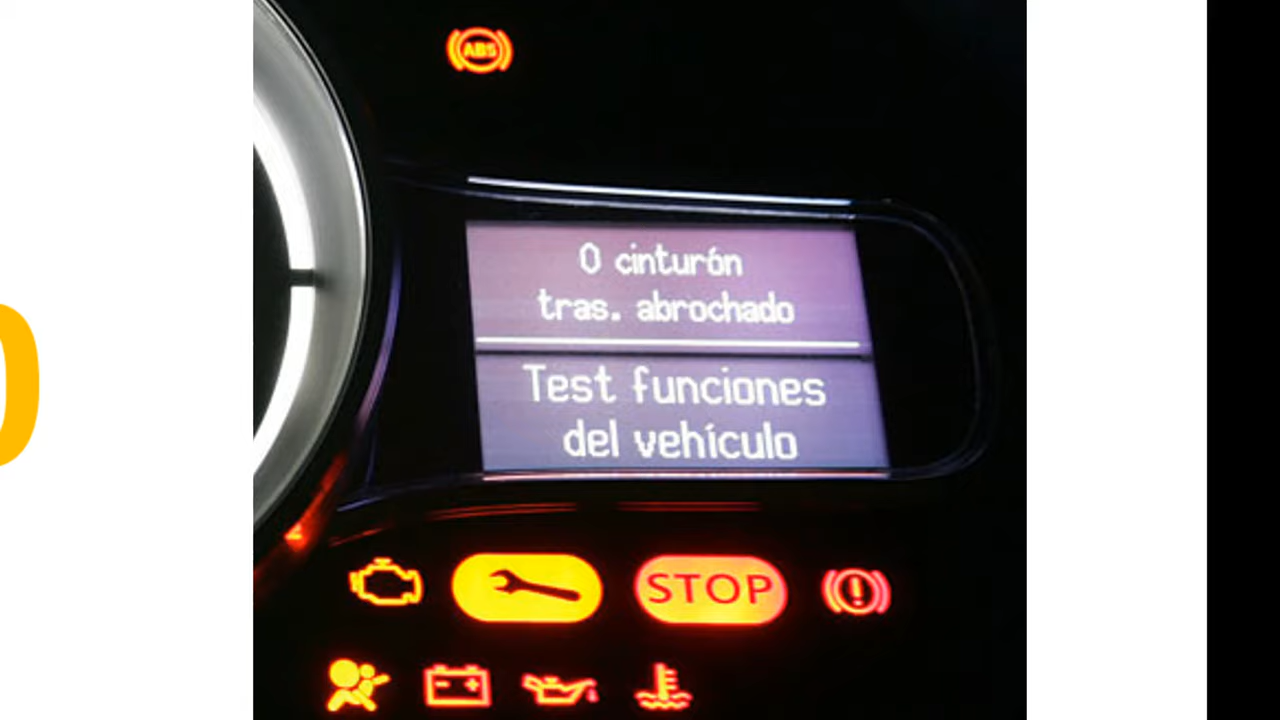 ABS
0 cinturón
tras. abrochado
Test funciones
del vehículo
STOP